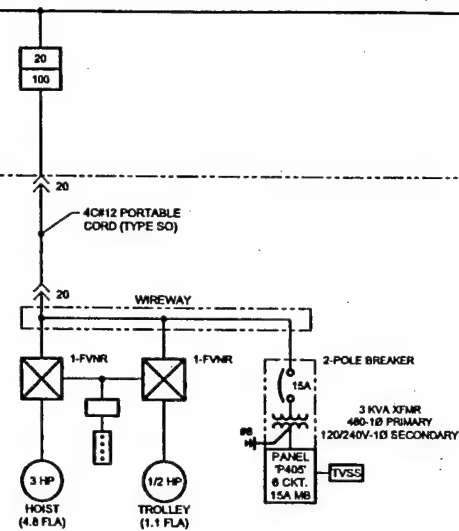 20
100
20
4C#12 PORTABLE
CORD (TYPE SO)
20
WIREWAY
1-FVNR
1-FVNR
2-POLE BREAKER
15A
3 KVA XFMR
480-1Ø PRIMARY
120/240V-1Ø SECONDARY
#8
PANEL
'P405'
6 CKT.
15A MB
TVSS
3 HP
1/2 HP
HOIST
(4.8 FLA)
TROLLEY
(1.1 FLA)